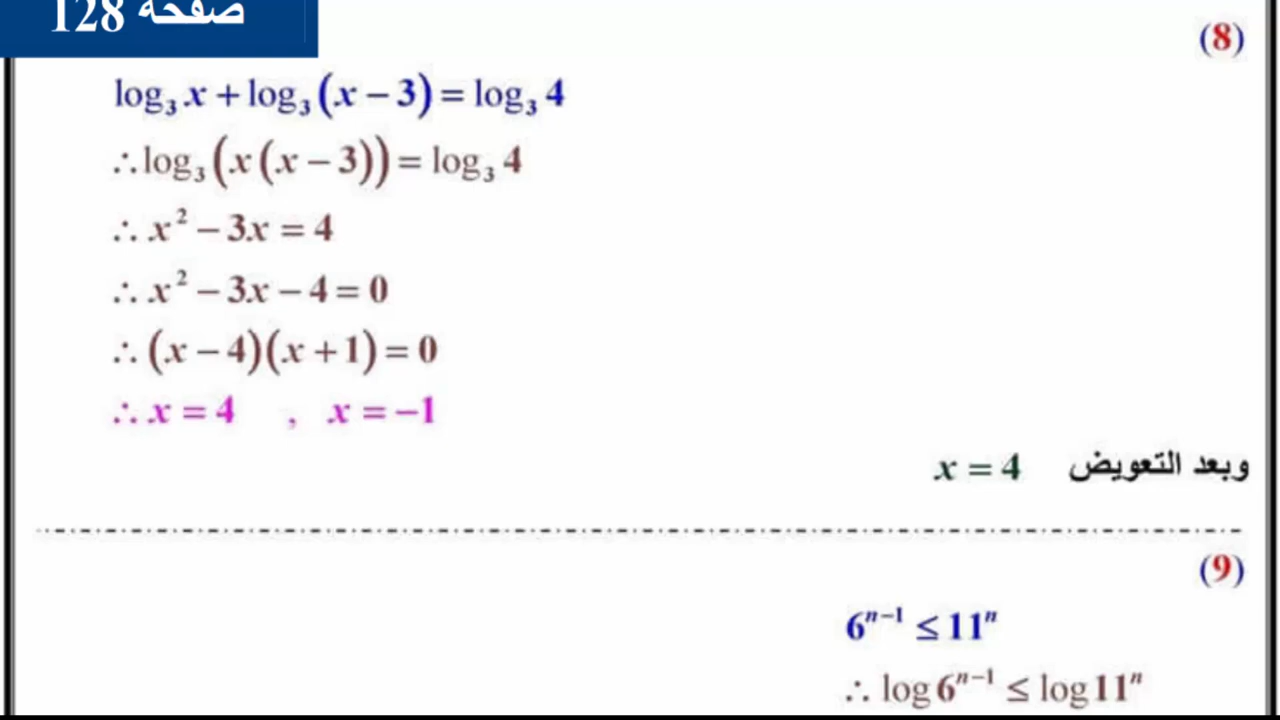 صفحة 128
(8)
log₃ x + log₃ (x − 3) = log₃ 4
∴ log₃ (x (x − 3)) = log₃ 4
∴ x² − 3x = 4
∴ x² − 3x − 4 = 0
∴ (x − 4)(x + 1) = 0
∴ x = 4 , x = −1
وبعد التعويض x = 4
(9)
6ⁿ⁻¹ ≤ 11ⁿ
∴ log 6ⁿ⁻¹ ≤ log 11ⁿ